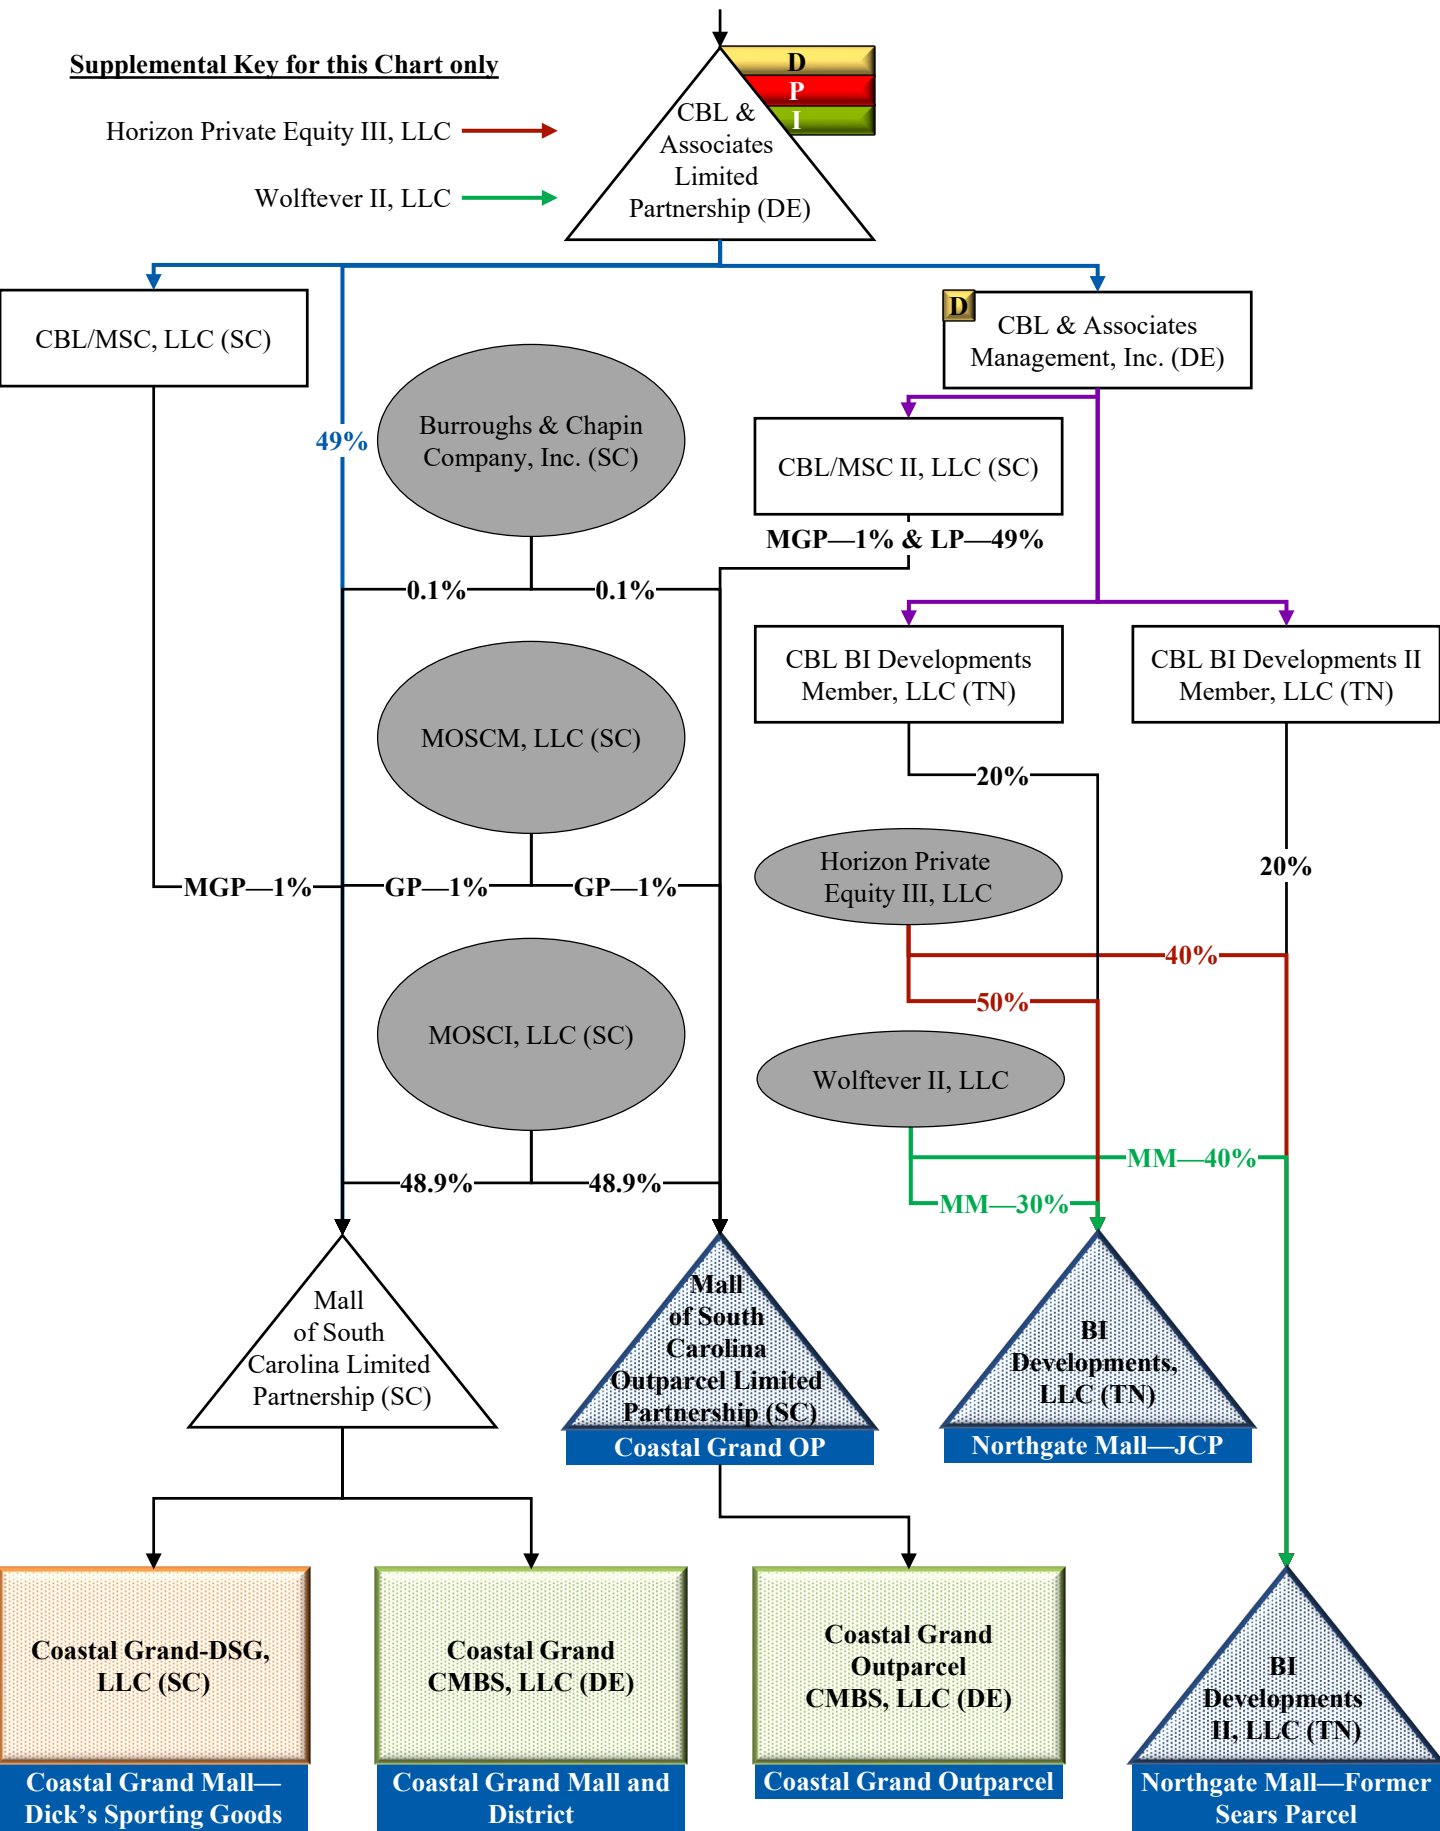 Supplemental Key for this Chart only
Horizon Private Equity III, LLC
Wolftever II, LLC
D
P
I
CBL &
Associates
Limited
Partnership (DE)
CBL/MSC, LLC (SC)
D
CBL & Associates
Management, Inc. (DE)
49%
Burroughs & Chapin
Company, Inc. (SC)
CBL/MSC II, LLC (SC)
MGP—1% & LP—49%
0.1%
0.1%
CBL BI Developments
Member, LLC (TN)
CBL BI Developments II
Member, LLC (TN)
MOSCM, LLC (SC)
20%
20%
Horizon Private
Equity III, LLC
MGP—1%
GP—1%
GP—1%
40%
50%
MOSCI, LLC (SC)
Wolftever II, LLC
MM—40%
48.9%
48.9%
MM—30%
Mall
of South
Carolina Limited
Partnership (SC)
Mall
of South
Carolina
Outparcel Limited
Partnership (SC)
Coastal Grand OP
BI
Developments,
LLC (TN)
Northgate Mall—JCP
Coastal Grand-DSG,
LLC (SC)
Coastal Grand Mall—
Dick’s Sporting Goods
Coastal Grand
CMBS, LLC (DE)
Coastal Grand Mall and
District
Coastal Grand
Outparcel
CMBS, LLC (DE)
Coastal Grand Outparcel
BI
Developments
II, LLC (TN)
Northgate Mall—Former
Sears Parcel